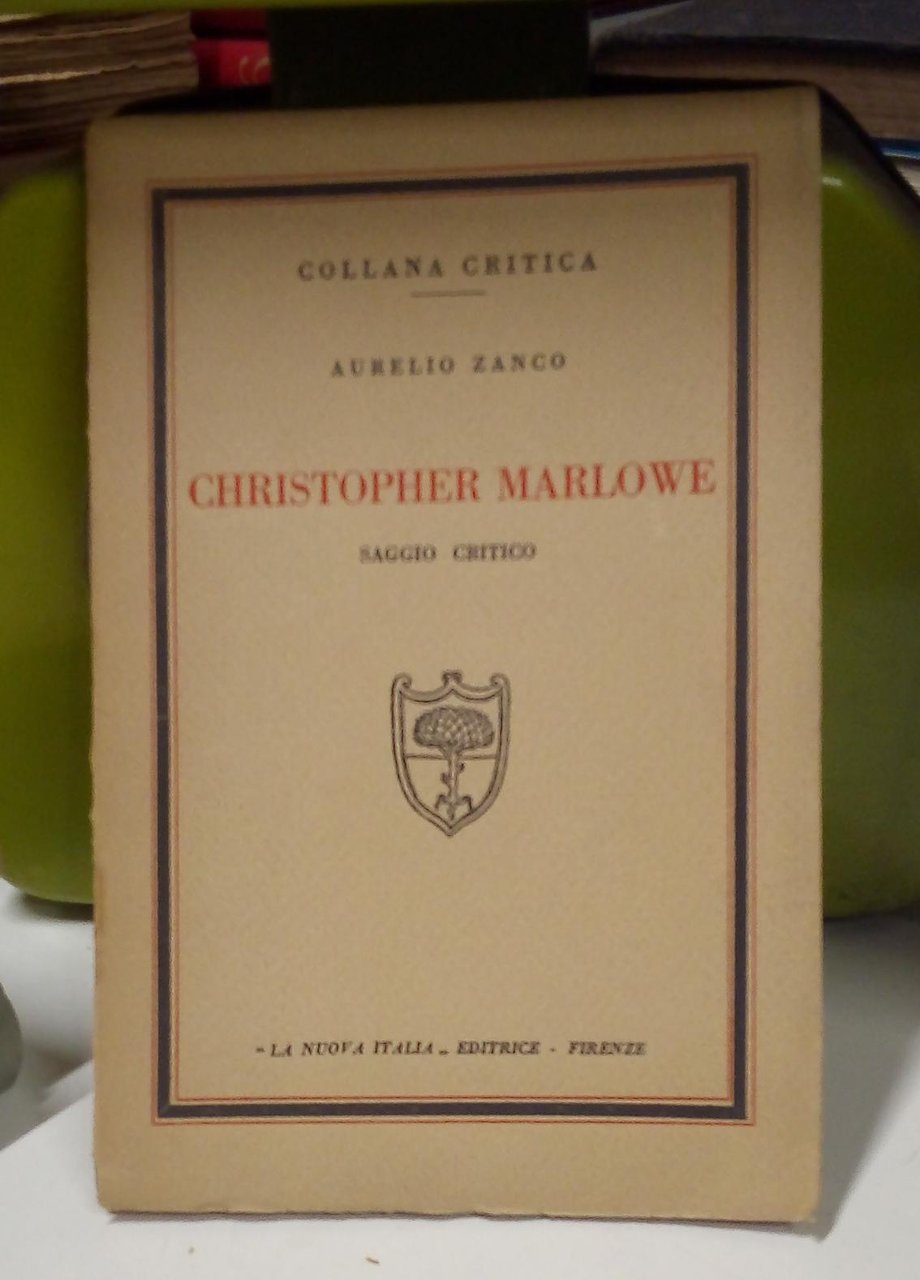 COLLANA CRITICA
AURELIO ZANCO
CHRISTOPHER MARLOWE
SAGGIO CRITICO
“ LA NUOVA ITALIA „ EDITRICE - FIRENZE